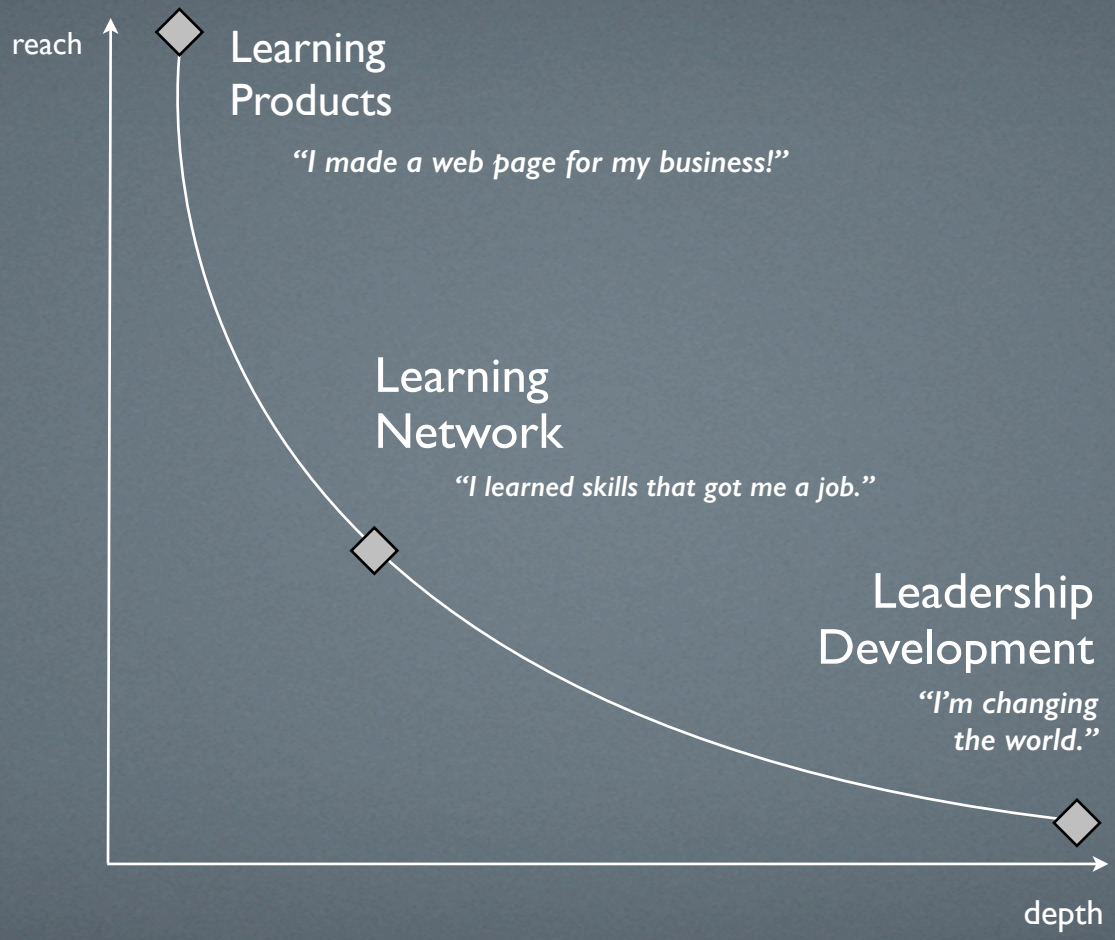 reach
Learning
Products
“I made a web page for my business!”
Learning
Network
“I learned skills that got me a job.”
Leadership
Development
“I’m changing
the world.”
depth